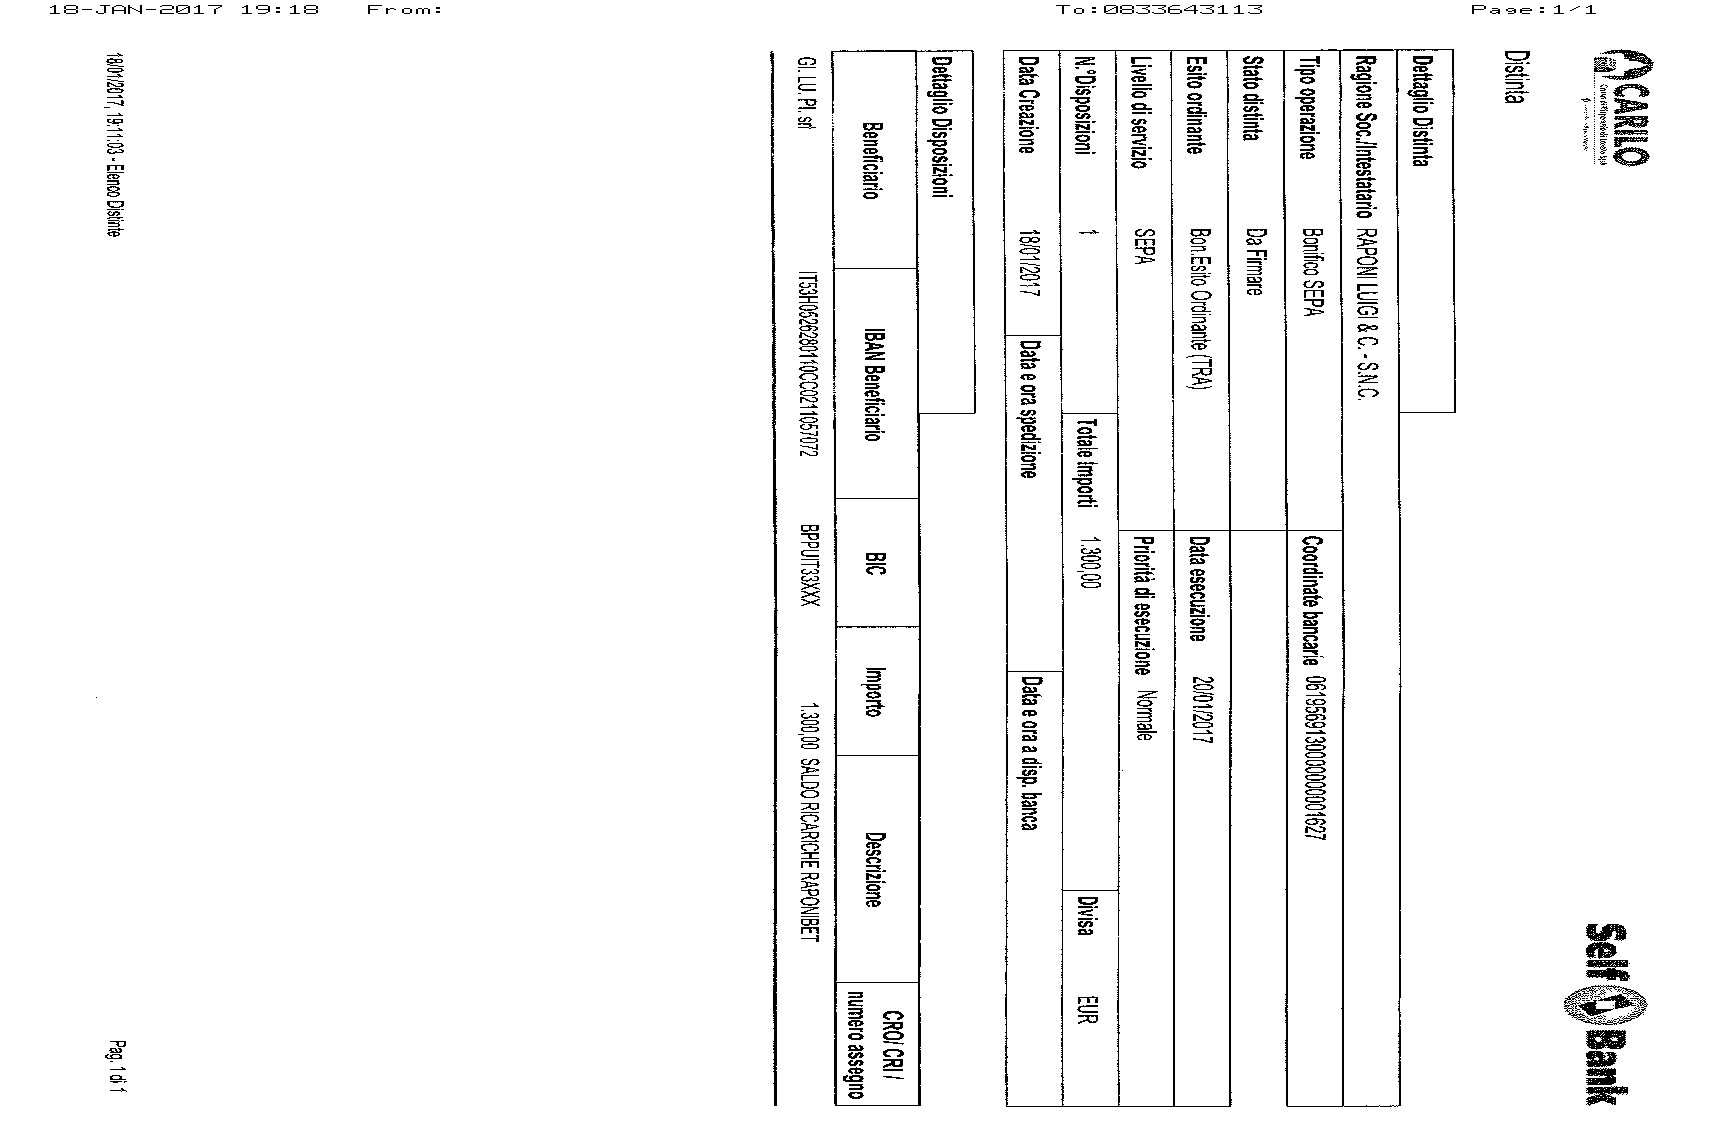 18-JAN-2017 19:18 From: To:0833643113 Page:1/1
CARILO
Self Bank
Distinta
Dettaglio Distinta
Ragione Soc./Intestatario RAPONI LUIGI & C. - S.N.C.
Tipo operazione Bonifico SEPA Coordinate bancarie 0619569130000000001627
Stato distinta Da Firmare
Esito ordinante Bon.Esito Ordinante (TRA) Data esecuzione 20/01/2017
Livello di servizio SEPA Priorità di esecuzione Normale
N.°Disposizioni 1 Totale Importi 1.300,00 Divisa EUR
Data Creazione 18/01/2017 Data e ora spedizione Data e ora a disp. banca
Dettaglio Disposizioni
Beneficiario IBAN Beneficiario BIC Importo Descrizione CRO/ CRI / numero assegno
GI. LU. PI. srl IT53H0526280110CC0211057072 BPPUIT33XXX 1.300,00 SALDO RICARICHE RAPONIBET
18/01/2017, 19:11:03 - Elenco Distinte Pag. 1 di 1